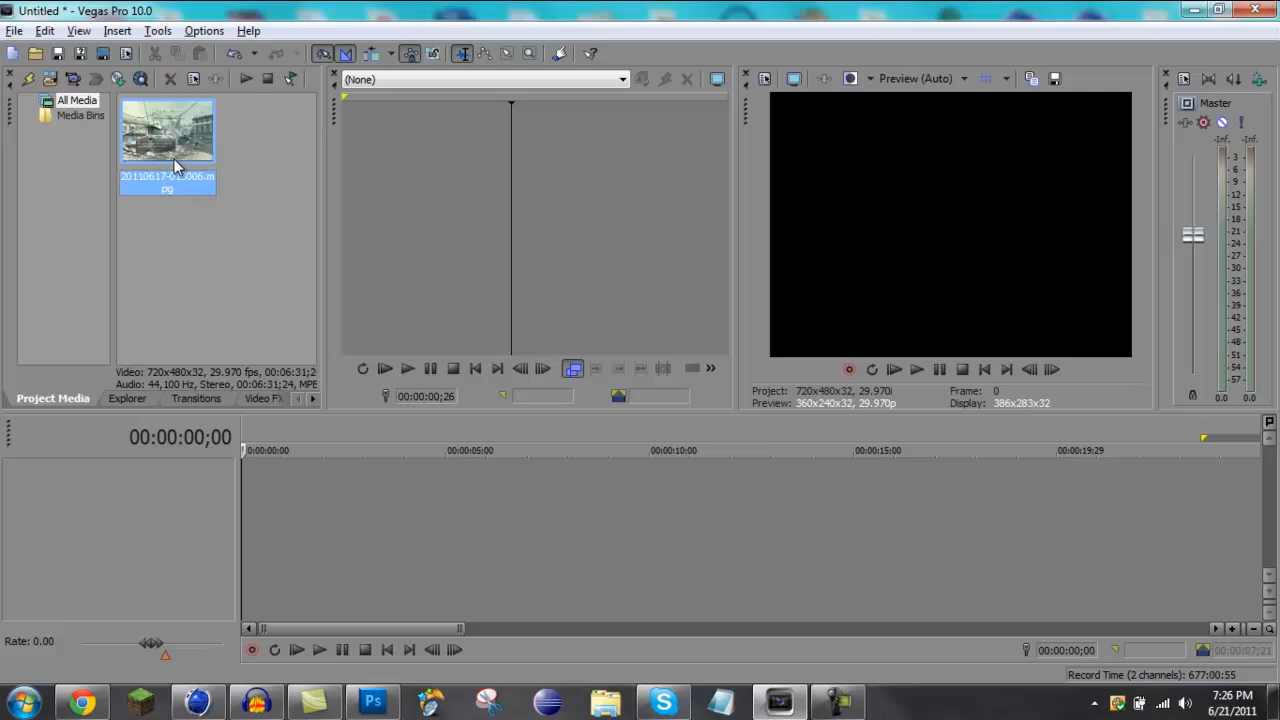 Untitled * - Vegas Pro 10.0
File Edit View Insert Tools Options Help
(None)
Preview (Auto)
Master
All Media
Media Bins
-Inf. -Inf.
3
6
9
12
15
18
21
24
27
30
33
36
39
42
45
48
51
54
57
0.0 0.0
pg
Video: 720x480x32, 29.970 fps, 00:06:31;2
Audio: 44,100 Hz, Stereo, 00:06:31;24, MPE
Project Media Explorer Transitions Video FX
00:00:00;26
Project: 720x480x32, 29.970i
Preview: 360x240x32, 29.970p
Frame: 0
Display: 386x283x32
00:00:00;00
0:00:00:00 00:00:05;00 00:00:10;00 00:00:15;00 00:00:19;29
Rate: 0.00
00:00:00;00
00:00:07;21
Record Time (2 channels): 677:00:55
Ps
7:26 PM
6/21/2011